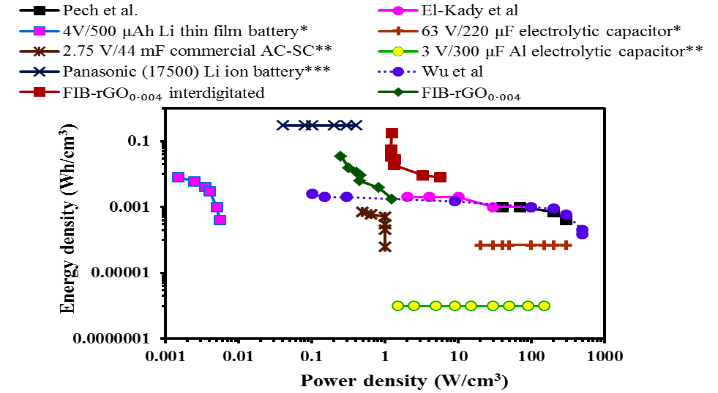 Pech et al.
El-Kady et al
4V/500 µAh Li thin film battery*
63 V/220 µF electrolytic capacitor*
2.75 V/44 mF commercial AC-SC**
3 V/300 µF Al electrolytic capacitor**
Panasonic (17500) Li ion battery***
Wu et al
FIB-rGO₀.₀₀₄ interdigitated
FIB-rGO₀.₀₀₄
Energy density (Wh/cm³)
0.1
0.001
0.00001
0.0000001
0.001 0.01 0.1 1 10 100 1000
Power density (W/cm³)